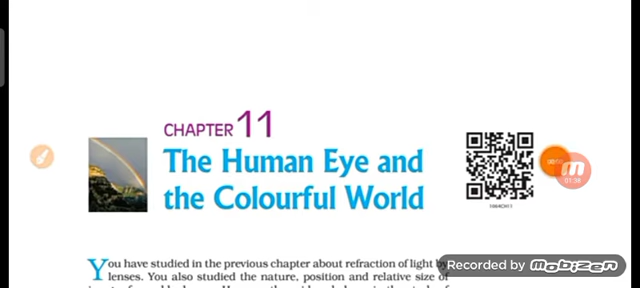 CHAPTER 11
The Human Eye and
the Colourful World
You have studied in the previous chapter about refraction of light by
lenses. You also studied the nature, position and relative size of
Recorded by MOBIZEN